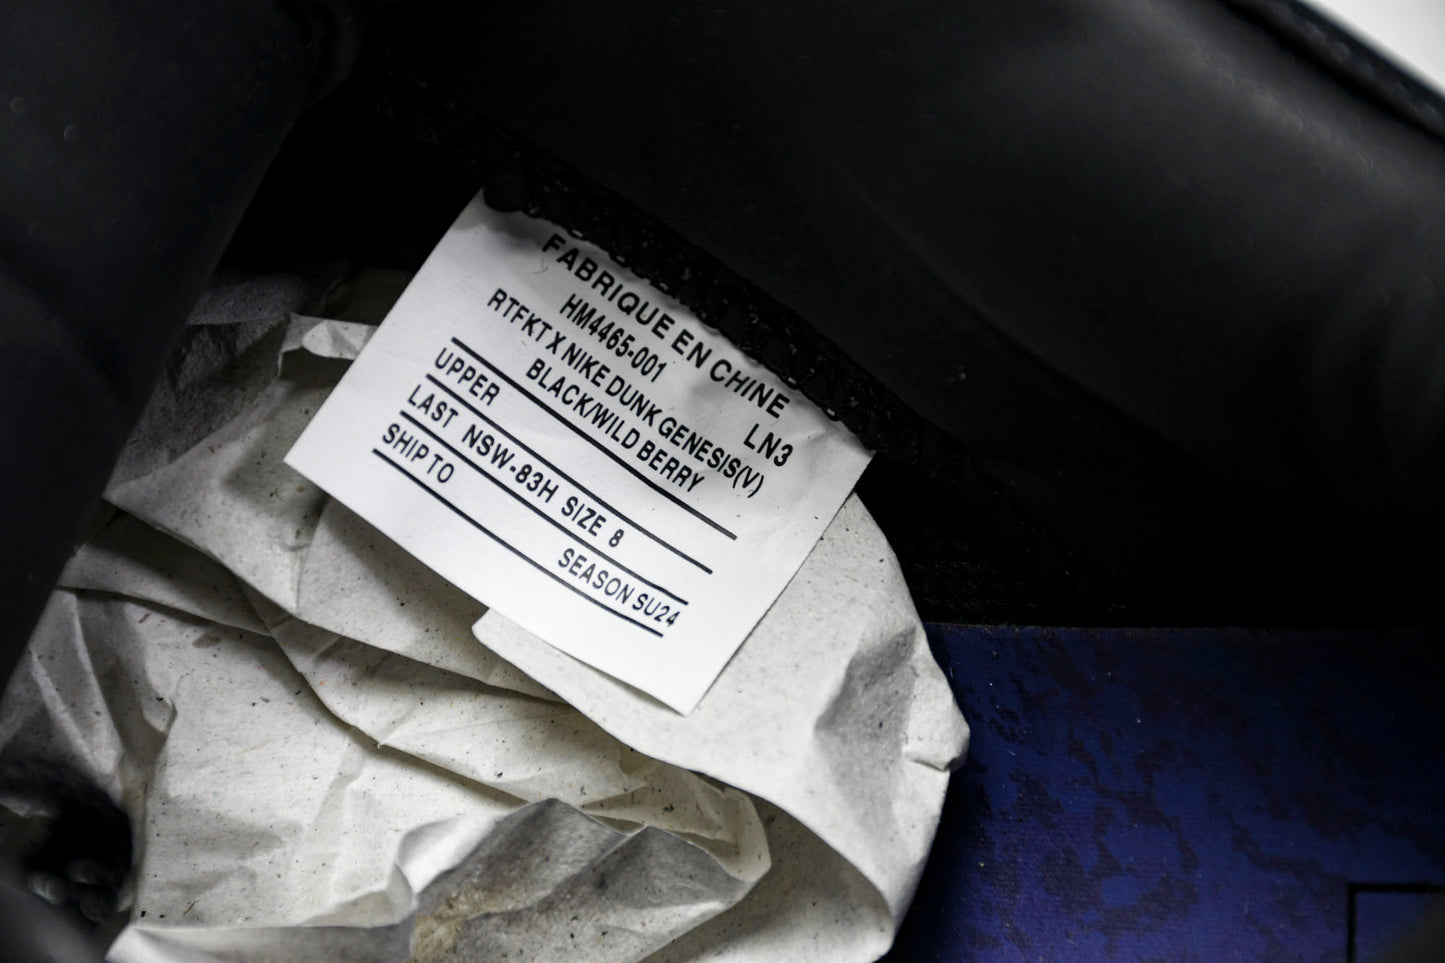 FABRIQUE EN CHINE
HM4465-001 LN3
RTFKT X NIKE DUNK GENESIS(V)
BLACK/WILD BERRY
UPPER
LAST NSW-83H SIZE 8
SHIP TO
SEASON SU24